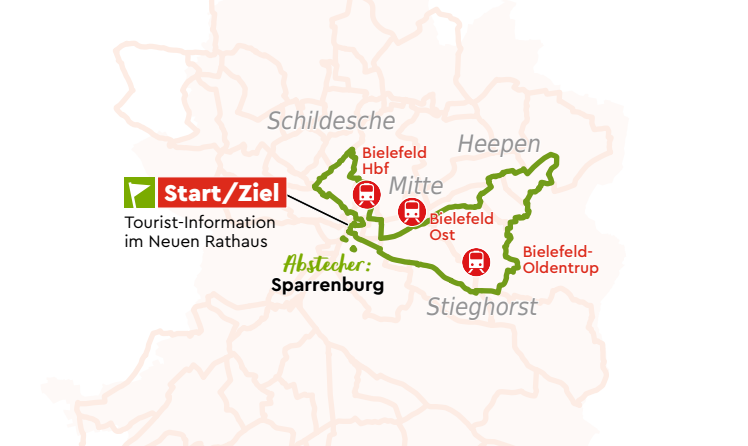 Schildesche
Heepen
Bielefeld
Hbf
Mitte
Start/Ziel
Tourist-Information
im Neuen Rathaus
Bielefeld
Ost
Abstecher:
Sparrenburg
Bielefeld-
Oldentrup
Stieghorst